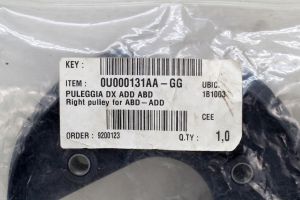 KEY :
ITEM : 0U000131AA-GG UBIC.
PULEGGIA DX ADD ABD 1B1003
Right pulley for ABD-ADD
CEE
ORDER : 9200123 Q.TY : 1,0